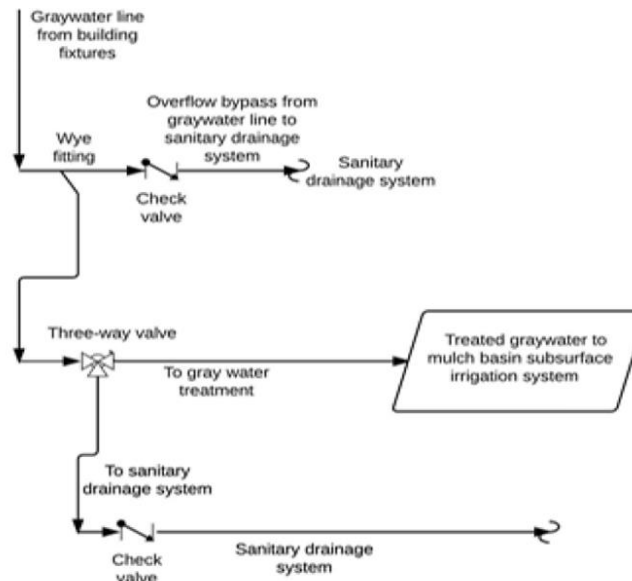 Graywater line
from building
fixtures
Overflow bypass from
graywater line to
sanitary drainage
system
Wye
fitting
Sanitary
drainage system
Check
valve
Three-way valve
To gray water
treatment
Treated graywater to
mulch basin subsurface
irrigation system
To sanitary
drainage system
Check
valve
Sanitary drainage
system